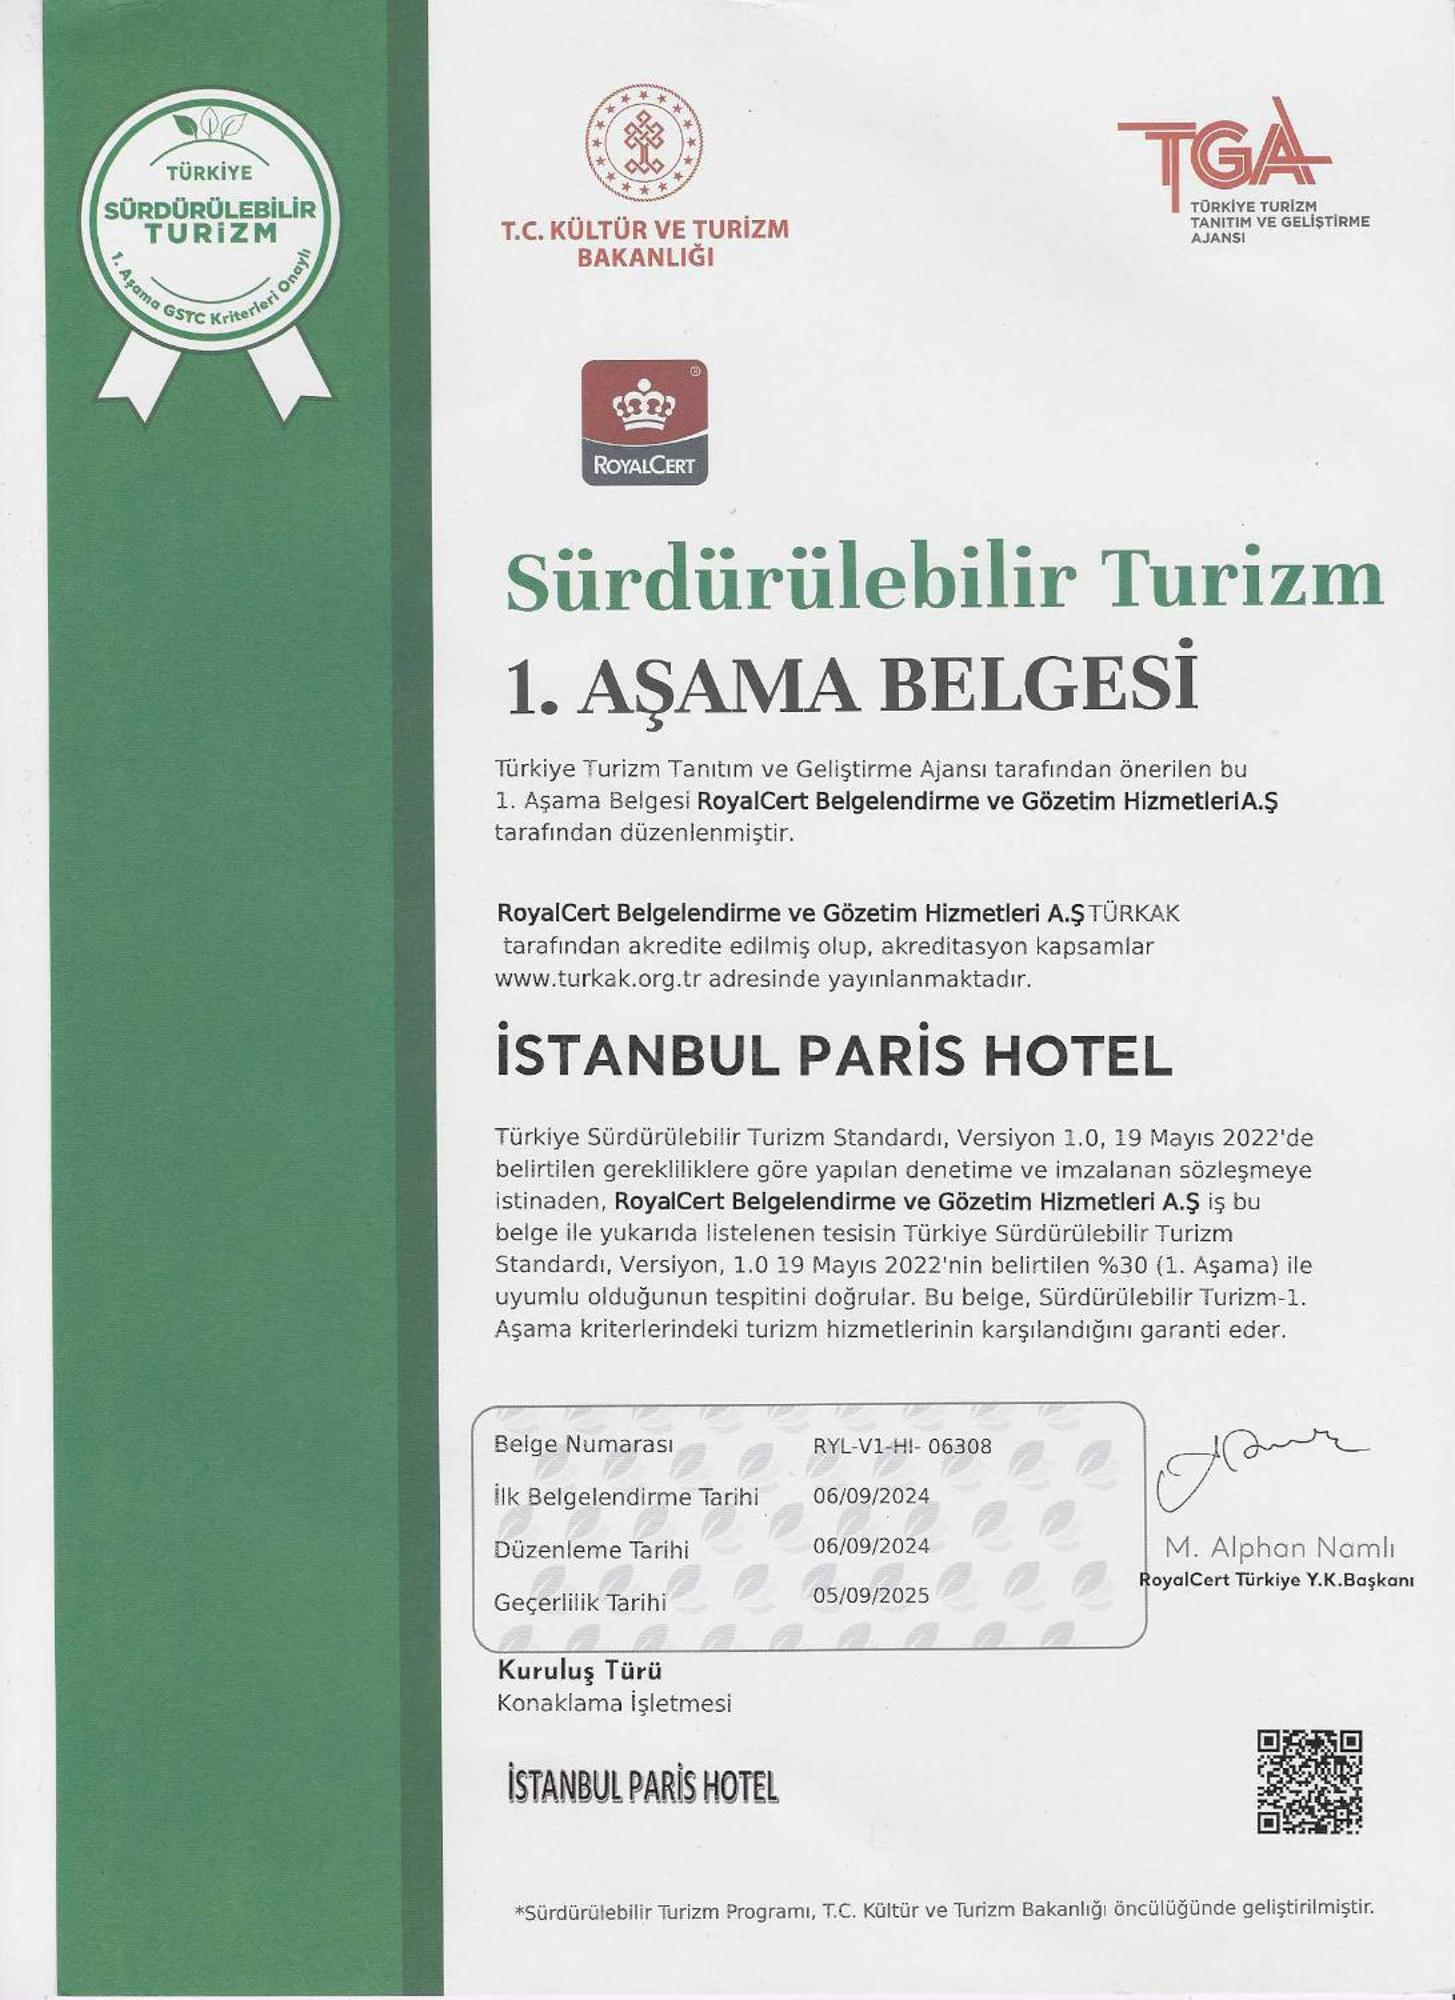 TÜRKİYE
SÜRDÜRÜLEBİLİR
TURİZM
1. Aşama GSTC Kriterleri Onaylı
T.C. KÜLTÜR VE TURİZM
BAKANLIĞI
TGA
TÜRKİYE TURİZM
TANITIM VE GELİŞTİRME
AJANSI
ROYALCERT
Sürdürülebilir Turizm
1. AŞAMA BELGESİ
Türkiye Turizm Tanıtım ve Geliştirme Ajansı tarafından önerilen bu
1. Aşama Belgesi RoyalCert Belgelendirme ve Gözetim Hizmetleri A.Ş
tarafından düzenlenmiştir.
RoyalCert Belgelendirme ve Gözetim Hizmetleri A.Ş TÜRKAK
tarafından akredite edilmiş olup, akreditasyon kapsamlar
www.turkak.org.tr adresinde yayınlanmaktadır.
İSTANBUL PARİS HOTEL
Türkiye Sürdürülebilir Turizm Standardı, Versiyon 1.0, 19 Mayıs 2022'de
belirtilen gerekliliklere göre yapılan denetime ve imzalanan sözleşmeye
istinaden, RoyalCert Belgelendirme ve Gözetim Hizmetleri A.Ş iş bu
belge ile yukarıda listelenen tesisin Türkiye Sürdürülebilir Turizm
Standardı, Versiyon, 1.0 19 Mayıs 2022'nin belirtilen %30 (1. Aşama) ile
uyumlu olduğunun tespitini doğrular. Bu belge, Sürdürülebilir Turizm-1.
Aşama kriterlerindeki turizm hizmetlerinin karşılandığını garanti eder.
Belge Numarası RYL-V1-HI- 06308
İlk Belgelendirme Tarihi 06/09/2024
Düzenleme Tarihi 06/09/2024
Geçerlilik Tarihi 05/09/2025
M. Alphan Namlı
RoyalCert Türkiye Y.K.Başkanı
Kuruluş Türü
Konaklama İşletmesi
İSTANBUL PARİS HOTEL
*Sürdürülebilir Turizm Programı, T.C. Kültür ve Turizm Bakanlığı öncülüğünde geliştirilmiştir.